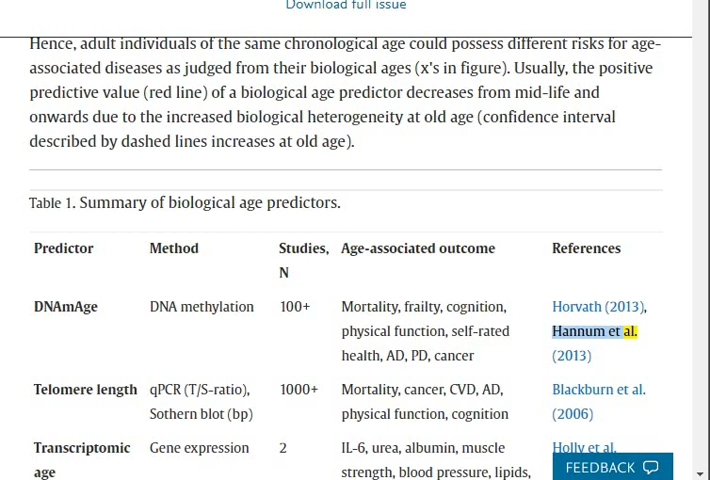 Download full issue
Hence, adult individuals of the same chronological age could possess different risks for age-
associated diseases as judged from their biological ages (x's in figure). Usually, the positive
predictive value (red line) of a biological age predictor decreases from mid-life and
onwards due to the increased biological heterogeneity at old age (confidence interval
described by dashed lines increases at old age).
Table 1. Summary of biological age predictors.
Predictor Method Studies, N Age-associated outcome References
DNAmAge DNA methylation 100+ Mortality, frailty, cognition, Horvath (2013),
physical function, self-rated Hannum et al.
health, AD, PD, cancer (2013)
Telomere length qPCR (T/S-ratio), 1000+ Mortality, cancer, CVD, AD, Blackburn et al.
Sothern blot (bp) physical function, cognition (2006)
Transcriptomic Gene expression 2 IL-6, urea, albumin, muscle Holly et al.
age strength, blood pressure, lipids,
FEEDBACK